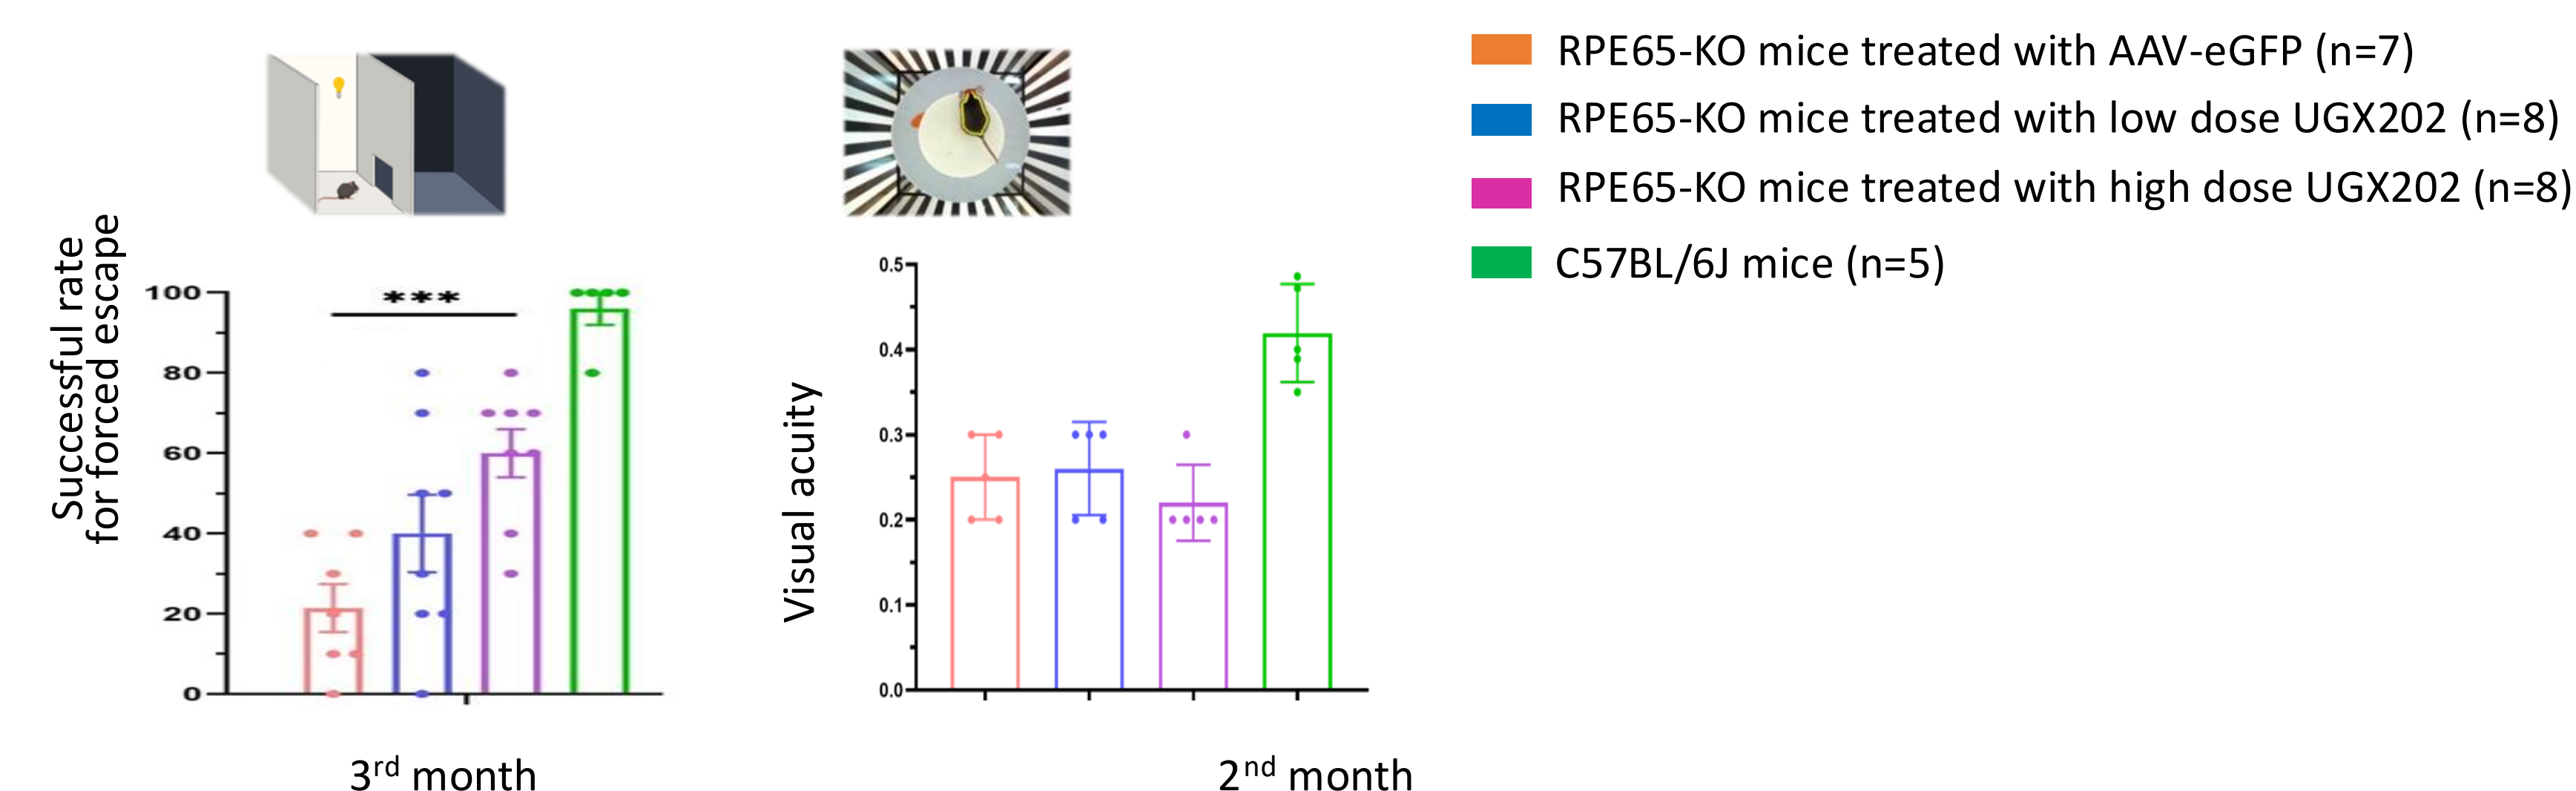 RPE65-KO mice treated with AAV-eGFP (n=7)
RPE65-KO mice treated with low dose UGX202 (n=8)
RPE65-KO mice treated with high dose UGX202 (n=8)
C57BL/6J mice (n=5)
Successful rate
for forced escape
100
80
60
40
20
0
***
3rd month
Visual acuity
0.5
0.4
0.3
0.2
0.1
0.0
2nd month